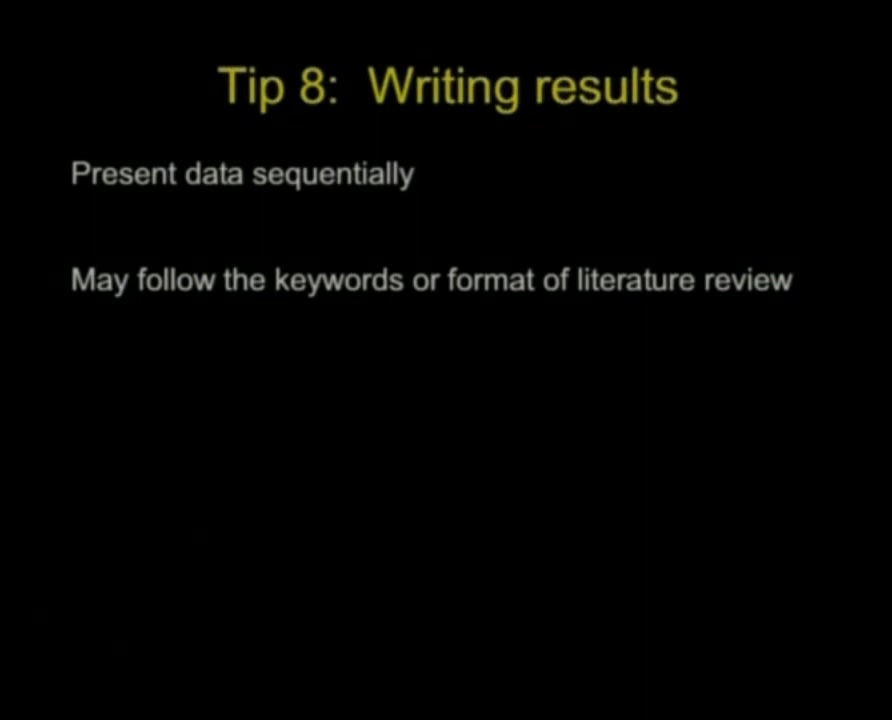 Tip 8: Writing results
Present data sequentially
May follow the keywords or format of literature review